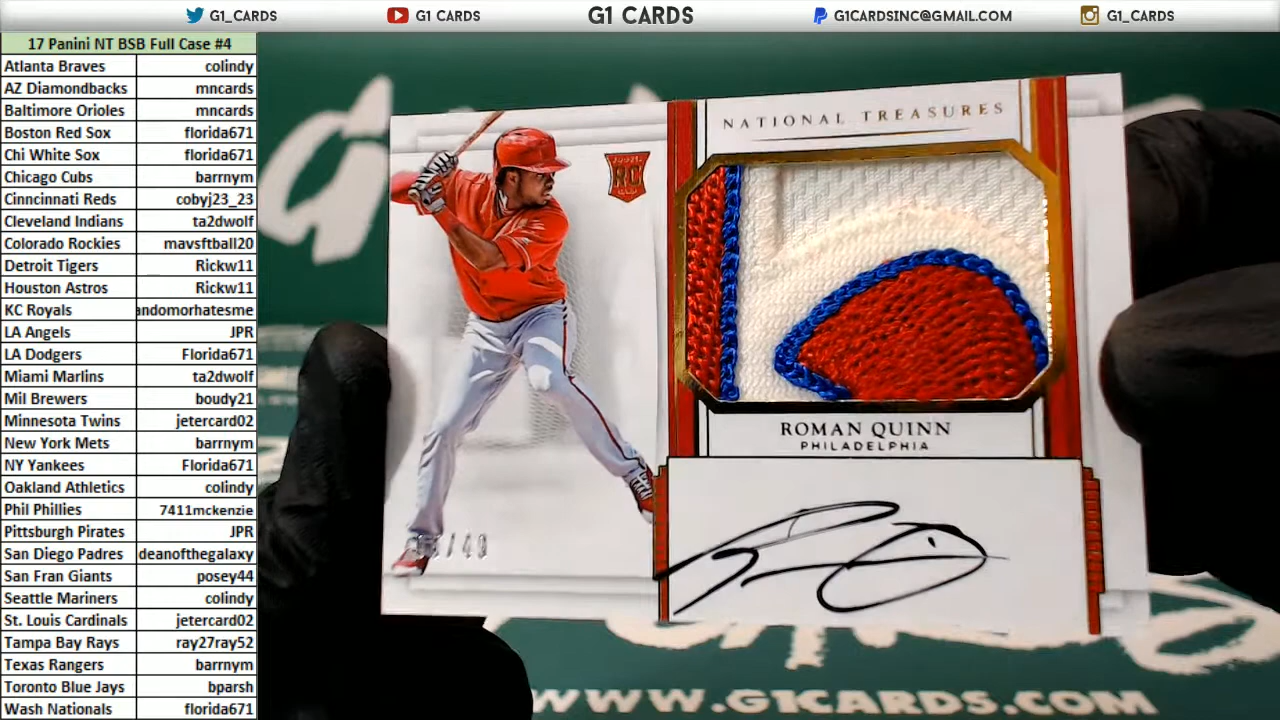 G1_CARDS G1 CARDS G1 CARDS G1CARDSINC@GMAIL.COM G1_CARDS
17 Panini NT BSB Full Case #4
Atlanta Braves colindy
AZ Diamondbacks mncards
Baltimore Orioles mncards
Boston Red Sox florida671
Chi White Sox florida671
Chicago Cubs barrnym
Cinncinnati Reds cobyj23_23
Cleveland Indians ta2dwolf
Colorado Rockies mavsftball20
Detroit Tigers Rickw11
Houston Astros Rickw11
KC Royals andomorhatesme
LA Angels JPR
LA Dodgers Florida671
Miami Marlins ta2dwolf
Mil Brewers boudy21
Minnesota Twins jetercard02
New York Mets barrnym
NY Yankees Florida671
Oakland Athletics colindy
Phil Phillies 7411mckenzie
Pittsburgh Pirates JPR
San Diego Padres deanofthegalaxy
San Fran Giants posey44
Seattle Mariners colindy
St. Louis Cardinals jetercard02
Tampa Bay Rays ray27ray52
Texas Rangers barrnym
Toronto Blue Jays bparsh
Wash Nationals florida671
NATIONAL TREASURES
RC
ROMAN QUINN
PHILADELPHIA
WWW.G1CARDS.COM